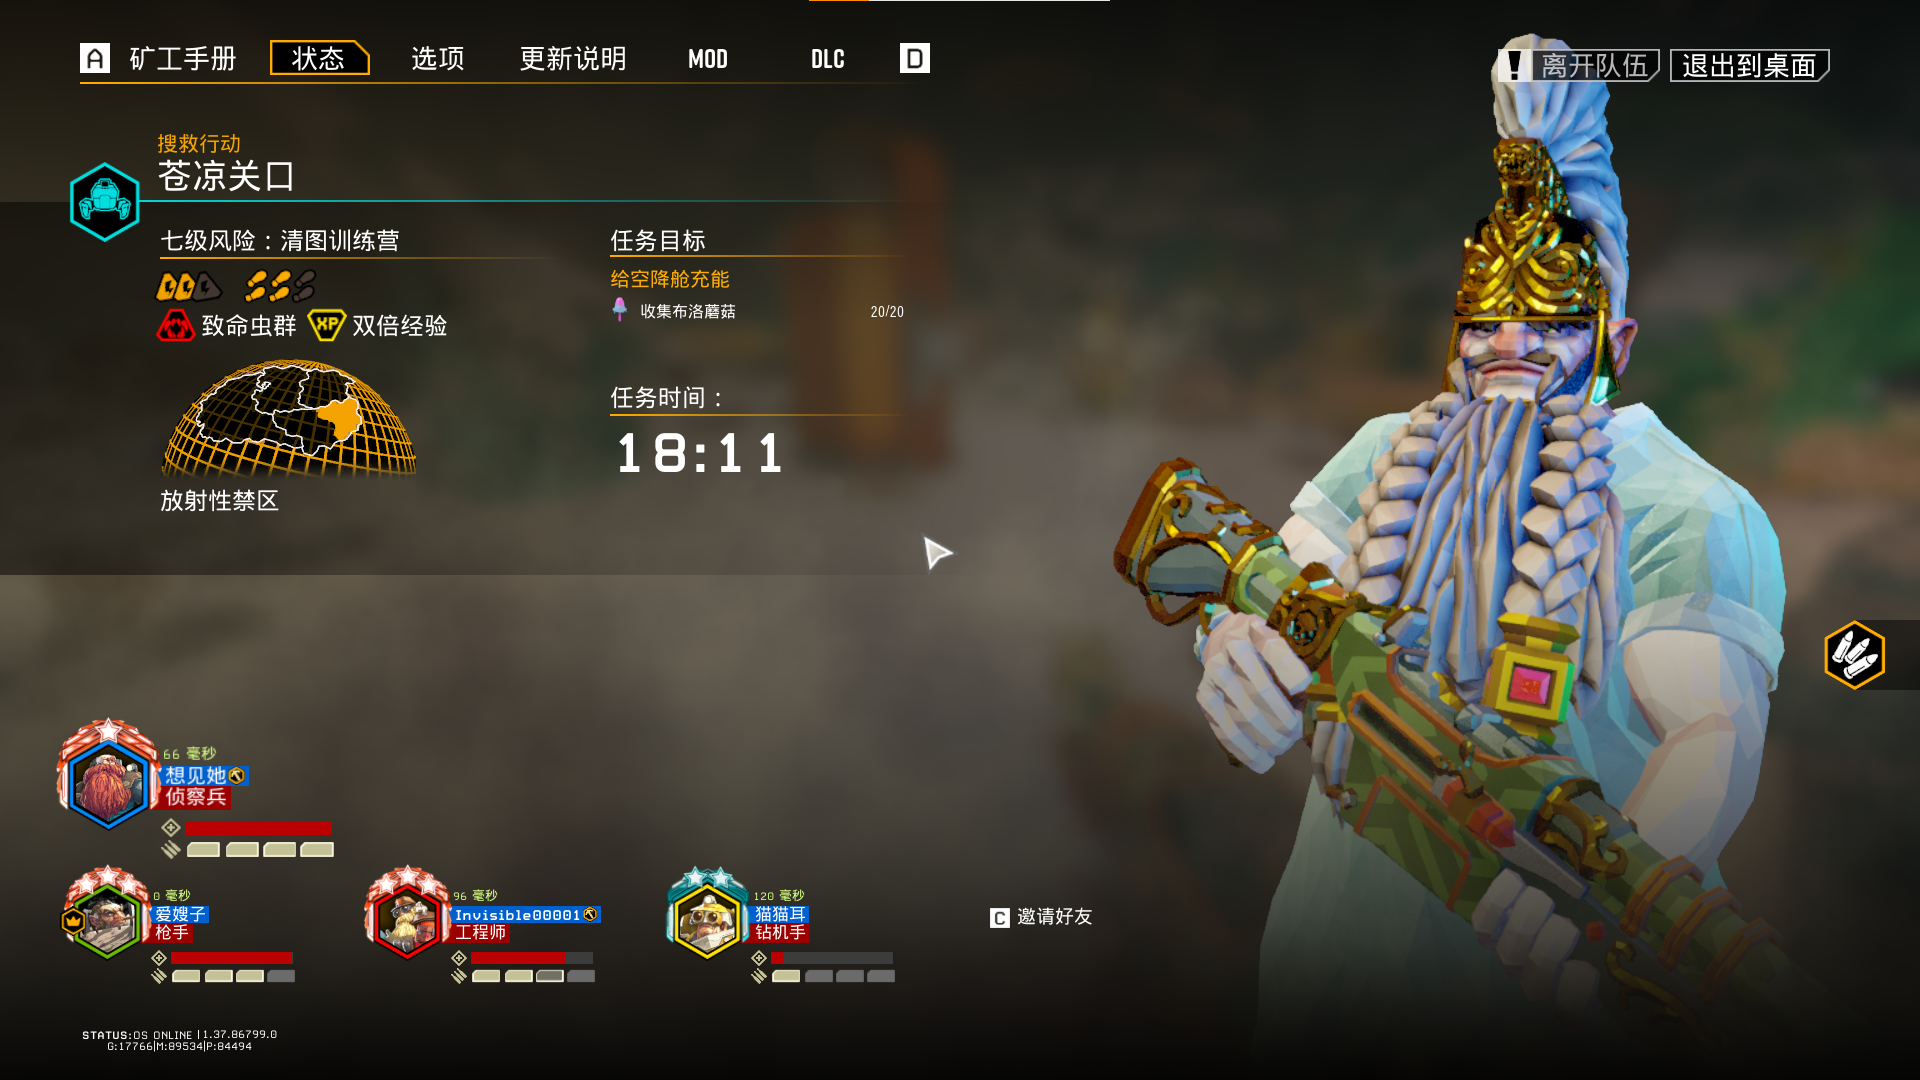 A 矿工手册 状态 选项 更新说明 MOD DLC D
! 离开队伍 退出到桌面
搜救行动
苍凉关口
七级风险：清图训练营
致命虫群 XP 双倍经验
放射性禁区
任务目标
给空降舱充能
收集布洛蘑菇 20/20
任务时间：
18:11
66 毫秒
想见她
侦察兵
0 毫秒
爱嫂子
枪手
96 毫秒
Invisible00001
工程师
120 毫秒
猫猫耳
钻机手
C 邀请好友
STATUS:OS ONLINE | 1.37.86799.0
G:17766|M:89534|P:84494